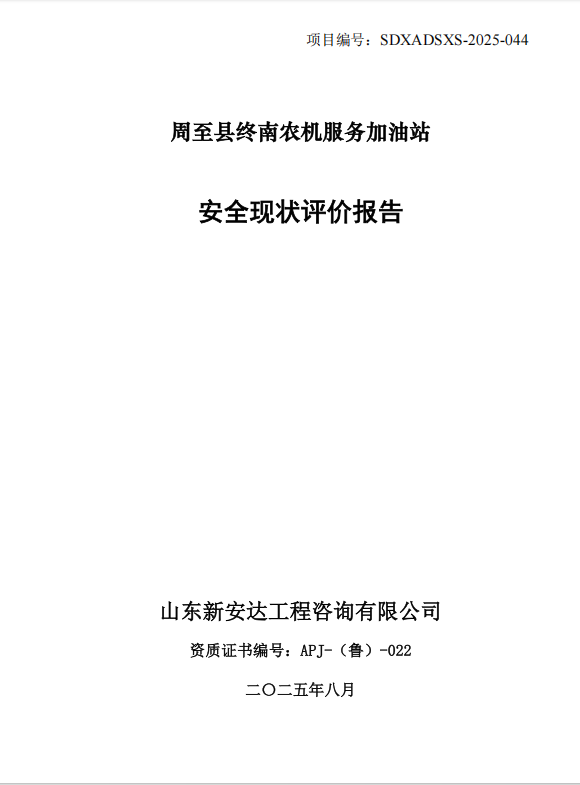 项目编号：SDXADSXS-2025-044
周至县终南农机服务加油站
安全现状评价报告
山东新安达工程咨询有限公司
资质证书编号：APJ-（鲁）-022
二〇二五年八月